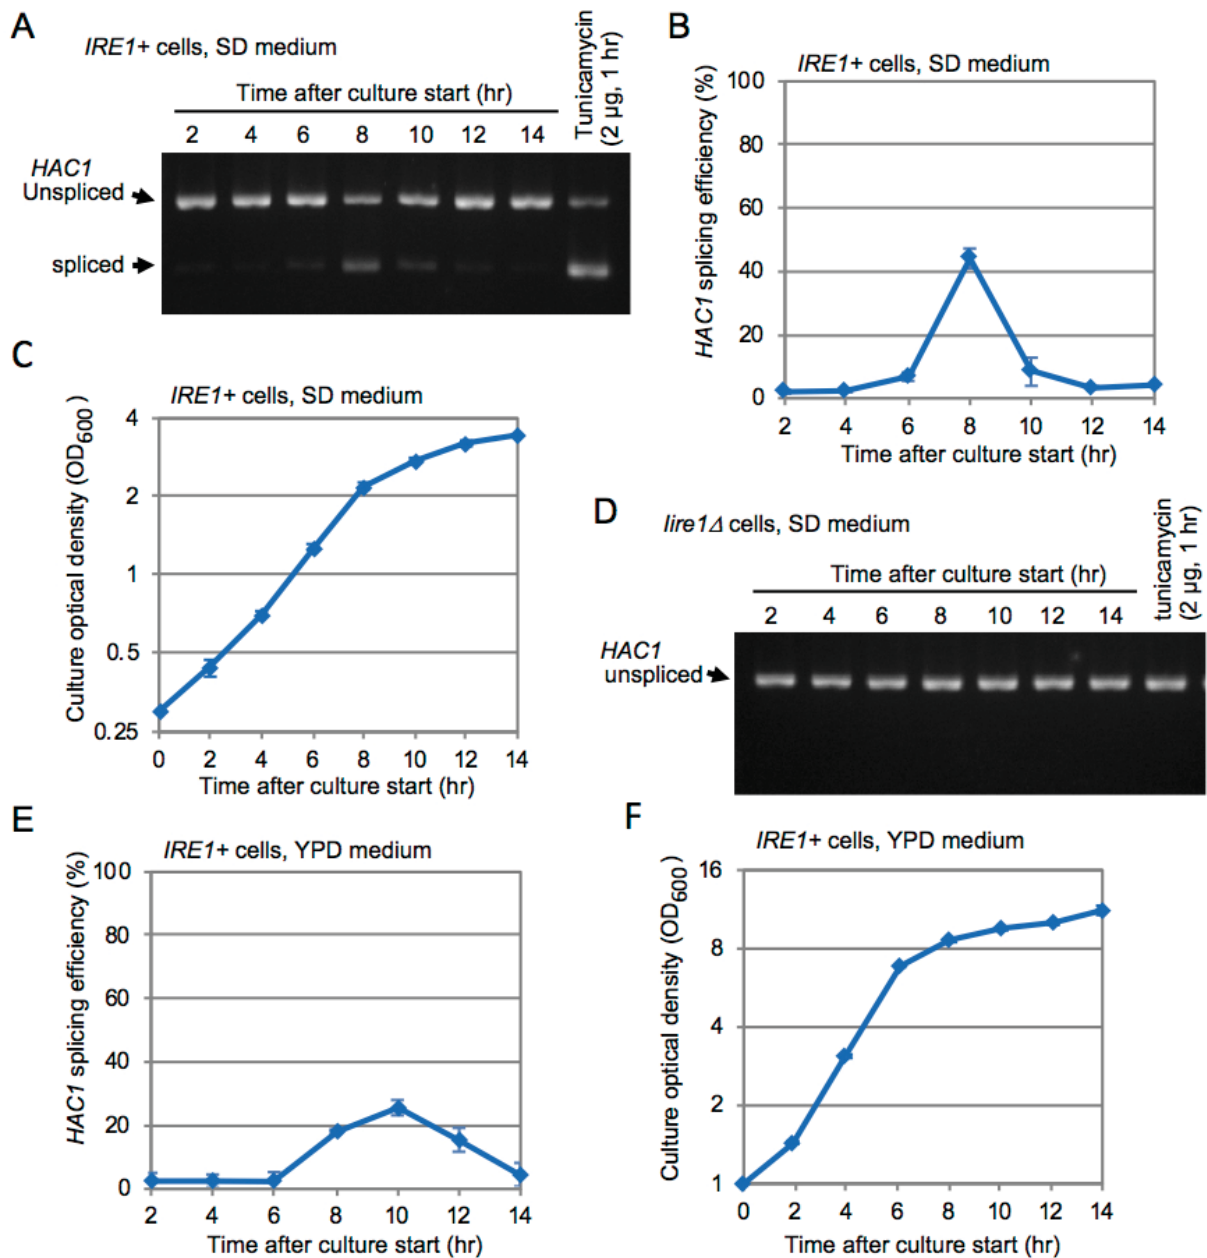 A
IRE1+ cells, SD medium
Time after culture start (hr)
Tunicamycin
(2 µg, 1 hr)
2 4 6 8 10 12 14
HAC1
Unspliced
spliced
B
IRE1+ cells, SD medium
HAC1 splicing efficiency (%)
100
80
60
40
20
0
2 4 6 8 10 12 14
Time after culture start (hr)
C
IRE1+ cells, SD medium
Culture optical density (OD600)
4
2
1
0.5
0.25
0 2 4 6 8 10 12 14
Time after culture start (hr)
D
Iire1Δ cells, SD medium
Time after culture start (hr)
tunicamycin
(2 µg, 1 hr)
2 4 6 8 10 12 14
HAC1
unspliced
E
IRE1+ cells, YPD medium
HAC1 splicing efficiency (%)
100
80
60
40
20
0
2 4 6 8 10 12 14
Time after culture start (hr)
F
IRE1+ cells, YPD medium
Culture optical density (OD600)
16
8
4
2
1
0 2 4 6 8 10 12 14
Time after culture start (hr)